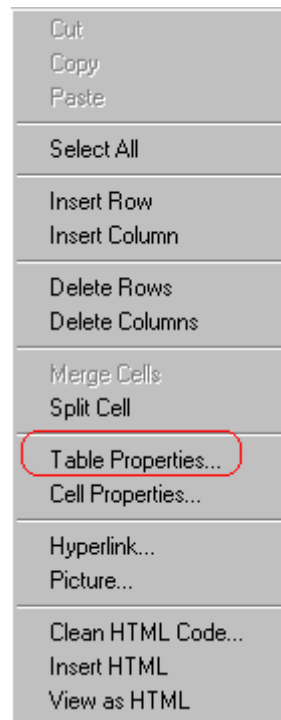 Cut
Copy
Paste
Select All
Insert Row
Insert Column
Delete Rows
Delete Columns
Merge Cells
Split Cell
Table Properties...
Cell Properties...
Hyperlink...
Picture...
Clean HTML Code...
Insert HTML
View as HTML